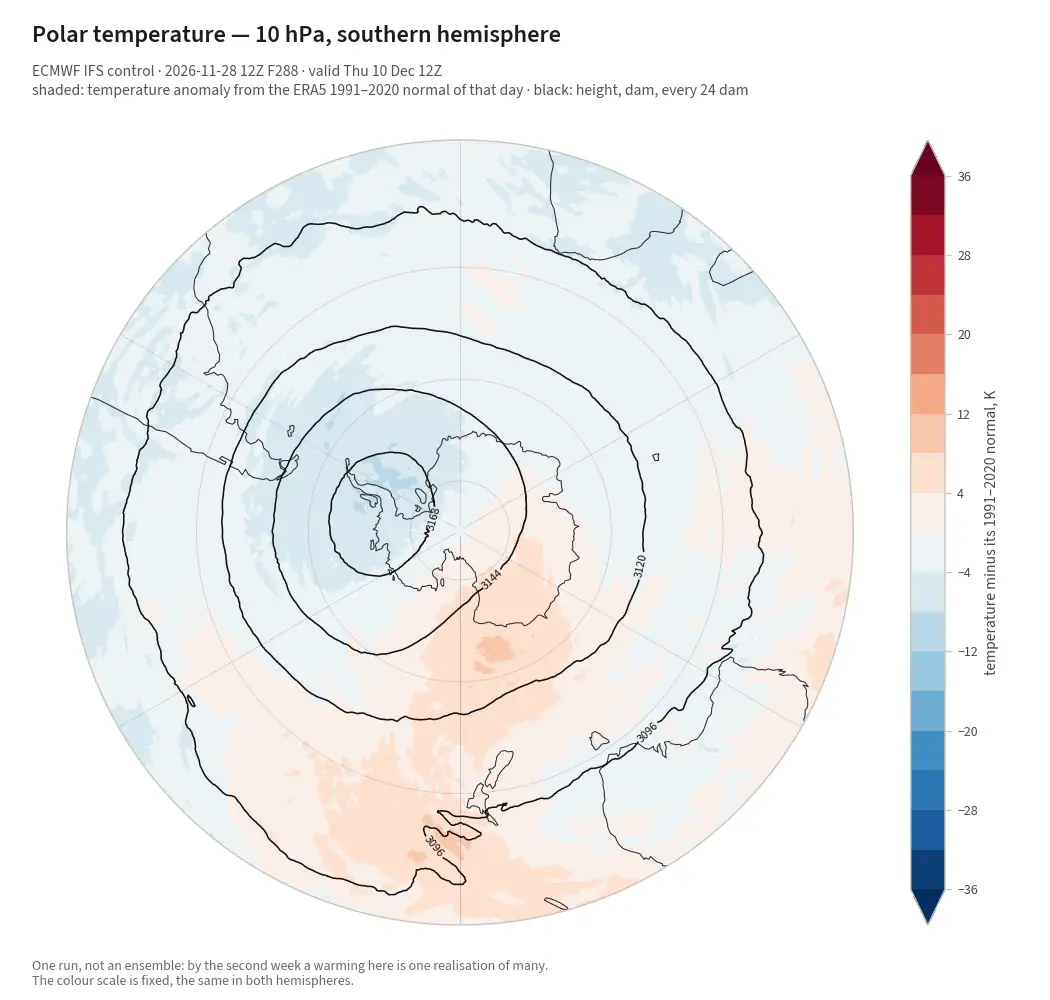 Polar temperature — 10 hPa, southern hemisphere
ECMWF IFS control · 2026-11-28 12Z F288 · valid Thu 10 Dec 12Z
shaded: temperature anomaly from the ERA5 1991–2020 normal of that day · black: height, dam, every 24 dam
36
28
20
12
4
−4
−12
−20
−28
−36
temperature minus its 1991–2020 normal, K
3168
3144
3120
3096
3096
One run, not an ensemble: by the second week a warming here is one realisation of many.
The colour scale is fixed, the same in both hemispheres.